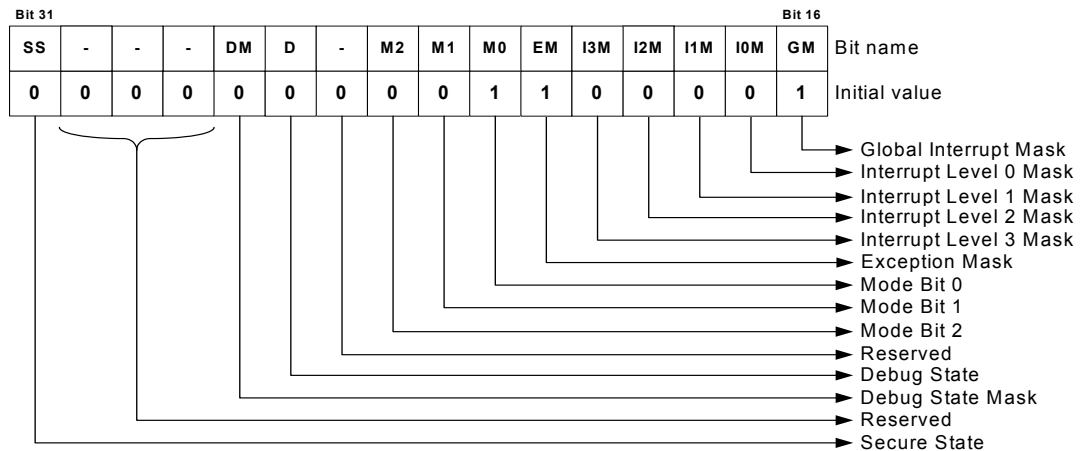 Bit 31 Bit 16
SS - - - DM D - M2 M1 M0 EM I3M I2M I1M I0M GM Bit name
0 0 0 0 0 0 0 0 0 1 1 0 0 0 0 1 Initial value
Global Interrupt Mask
Interrupt Level 0 Mask
Interrupt Level 1 Mask
Interrupt Level 2 Mask
Interrupt Level 3 Mask
Exception Mask
Mode Bit 0
Mode Bit 1
Mode Bit 2
Reserved
Debug State
Debug State Mask
Reserved
Secure State